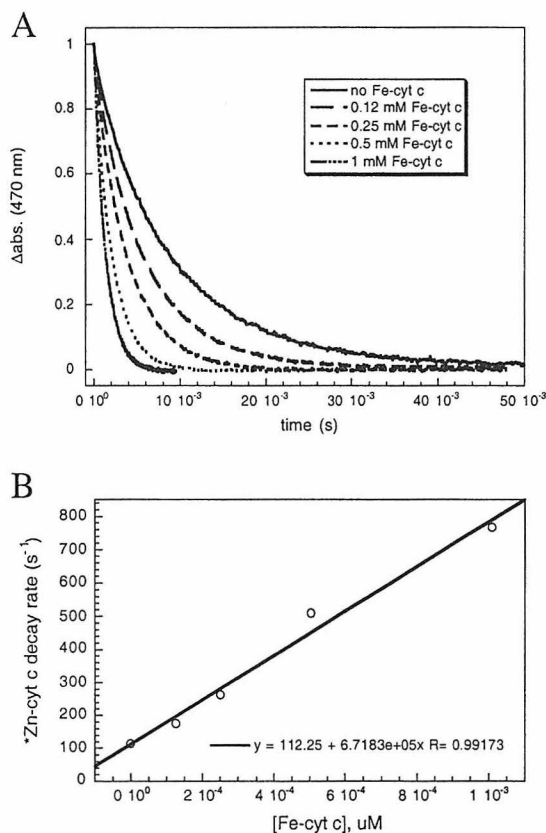 A
Δabs. (470 nm)
1
0.8
0.6
0.4
0.2
0
no Fe-cyt c
0.12 mM Fe-cyt c
0.25 mM Fe-cyt c
0.5 mM Fe-cyt c
1 mM Fe-cyt c
0 10⁰ 10 10⁻³ 20 10⁻³ 30 10⁻³ 40 10⁻³ 50 10⁻³
time (s)
B
*Zn-cyt c decay rate (s⁻¹)
800
700
600
500
400
300
200
100
0
y = 112.25 + 6.7183e+05x R= 0.99173
0 10⁰ 2 10⁻⁴ 4 10⁻⁴ 6 10⁻⁴ 8 10⁻⁴ 1 10⁻³
[Fe-cyt c], uM